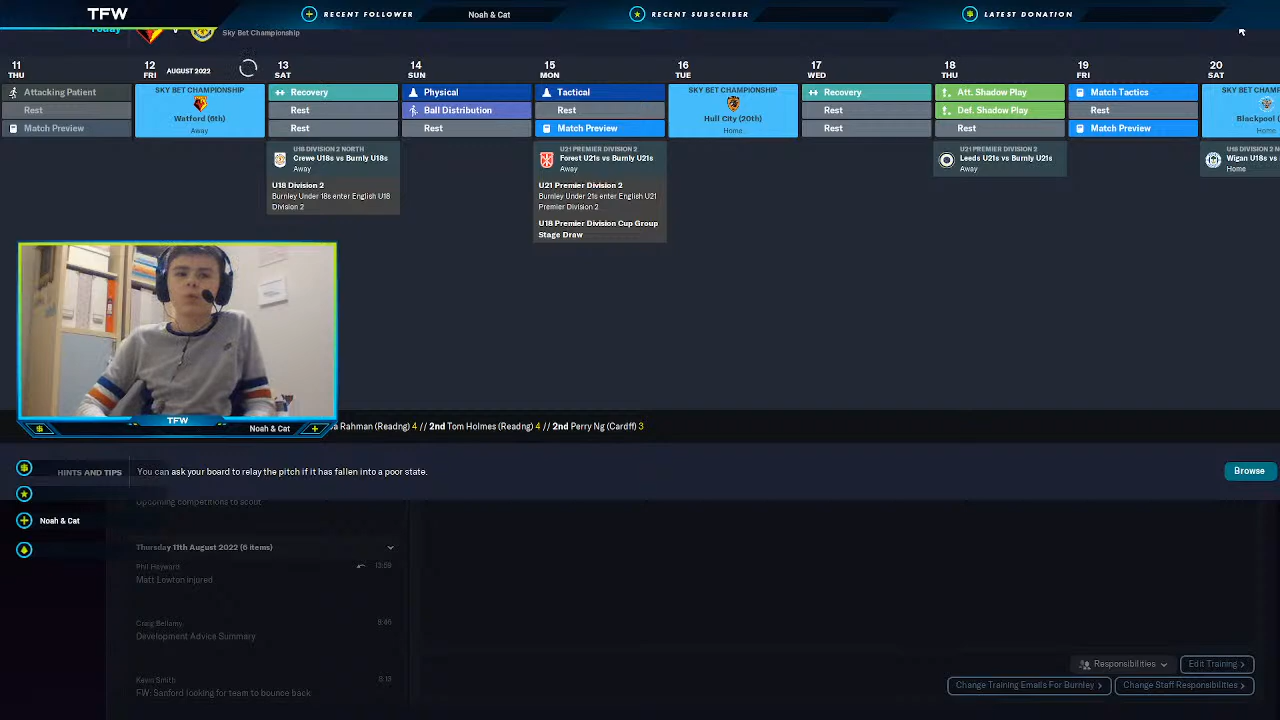 TFW
RECENT FOLLOWER
Noah & Cat
RECENT SUBSCRIBER
LATEST DONATION
Today
Sky Bet Championship
11
THU
12
FRI
AUGUST 2022
13
SAT
14
SUN
15
MON
16
TUE
17
WED
18
THU
19
FRI
20
SAT
Attacking Patient
Rest
Match Preview
SKY BET CHAMPIONSHIP
Watford (6th)
Away
Recovery
Rest
Rest
Physical
Ball Distribution
Rest
Tactical
Rest
Match Preview
SKY BET CHAMPIONSHIP
Hull City (20th)
Home
Recovery
Rest
Rest
Att. Shadow Play
Def. Shadow Play
Rest
Match Tactics
Rest
Match Preview
SKY BET CHAMP
Blackpool (
Home
U18 DIVISION 2 NORTH
Crewe U18s vs Burnly U18s
Away
U18 Division 2
Burnley Under 18s enter English U18
Division 2
U21 PREMIER DIVISION 2
Forest U21s vs Burnly U21s
Away
U21 Premier Division 2
Burnley Under 21s enter English U21
Premier Division 2
U18 Premier Division Cup Group
Stage Draw
U21 PREMIER DIVISION 2
Leeds U21s vs Burnly U21s
Away
U18 DIVISION 2 N
Wigan U18s vs
Home
TFW
Noah & Cat
Rahman (Readng) 4 // 2nd Tom Holmes (Readng) 4 // 2nd Perry Ng (Cardff) 3
HINTS AND TIPS
You can ask your board to relay the pitch if it has fallen into a poor state.
Browse
Noah & Cat
Upcoming competitions to scout
Thursday 11th August 2022 (6 items)
Phil Hayward
Matt Lowton injured
Craig Bellamy
Development Advice Summary
Kevin Smith
FW: Sanford looking for team to bounce back
Responsibilities
Edit Training
Change Training Emails For Burnley
Change Staff Responsibilities